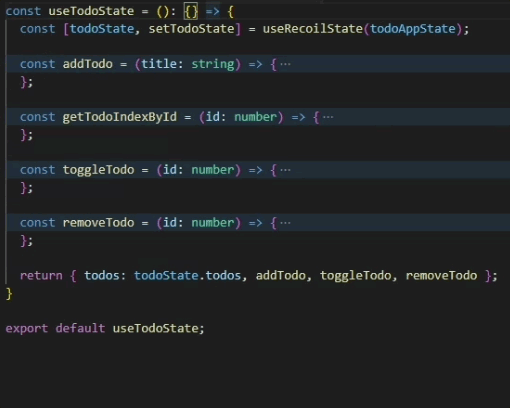 const useTodoState = (): {} => {
  const [todoState, setTodoState] = useRecoilState(todoAppState);
  const addTodo = (title: string) => { ⋯
  };
  const getTodoIndexById = (id: number) => { ⋯
  };
  const toggleTodo = (id: number) => { ⋯
  };
  const removeTodo = (id: number) => { ⋯
  };
  return { todos: todoState.todos, addTodo, toggleTodo, removeTodo };
}
export default useTodoState;